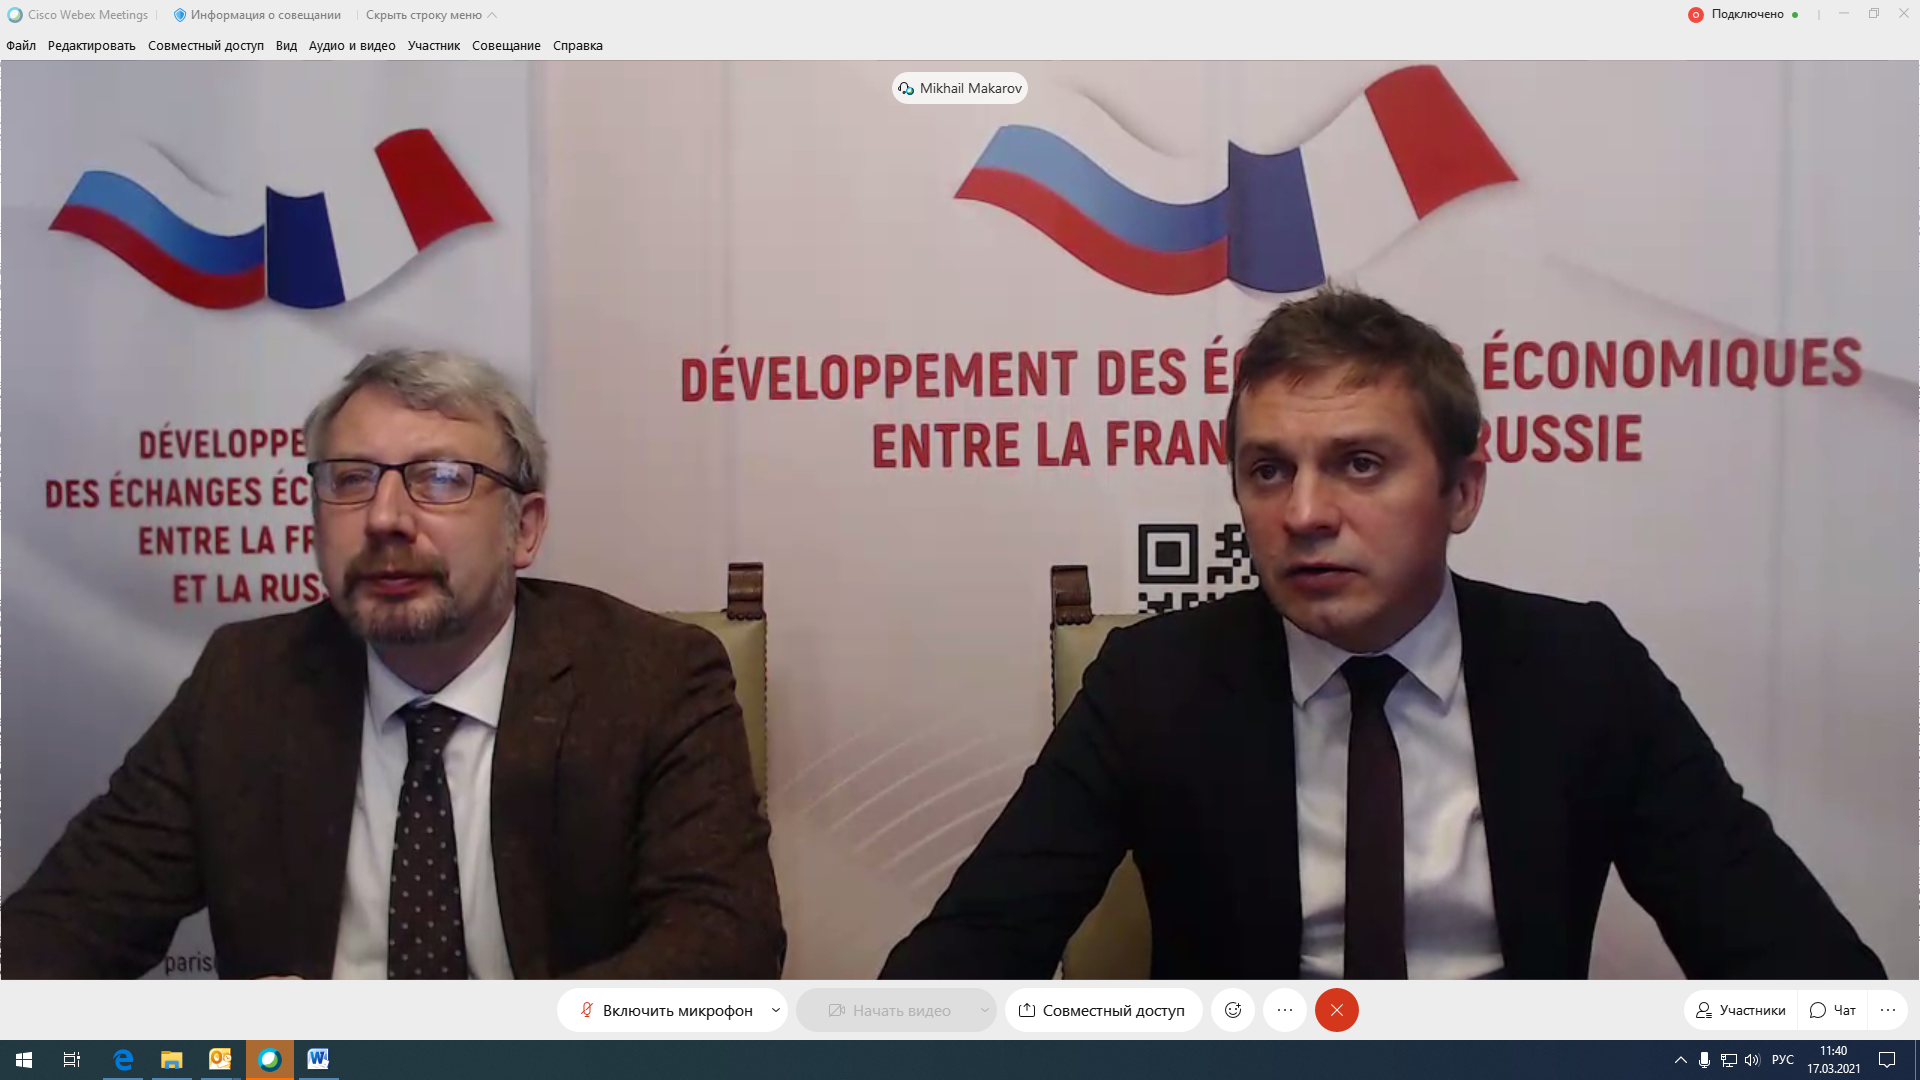 Cisco Webex Meetings
Информация о совещании
Скрыть строку меню
Подключено
Файл Редактировать Совместный доступ Вид Аудио и видео Участник Совещание Справка
Mikhail Makarov
DÉVELOPPE
DES ÉCHANGES ÉC
ENTRE LA FR
ET LA RUS
DÉVELOPPEMENT DES É S ÉCONOMIQUES
ENTRE LA FRAN RUSSIE
paris
Включить микрофон
Начать видео
Совместный доступ
Участники
Чат
РУС
11:40
17.03.2021